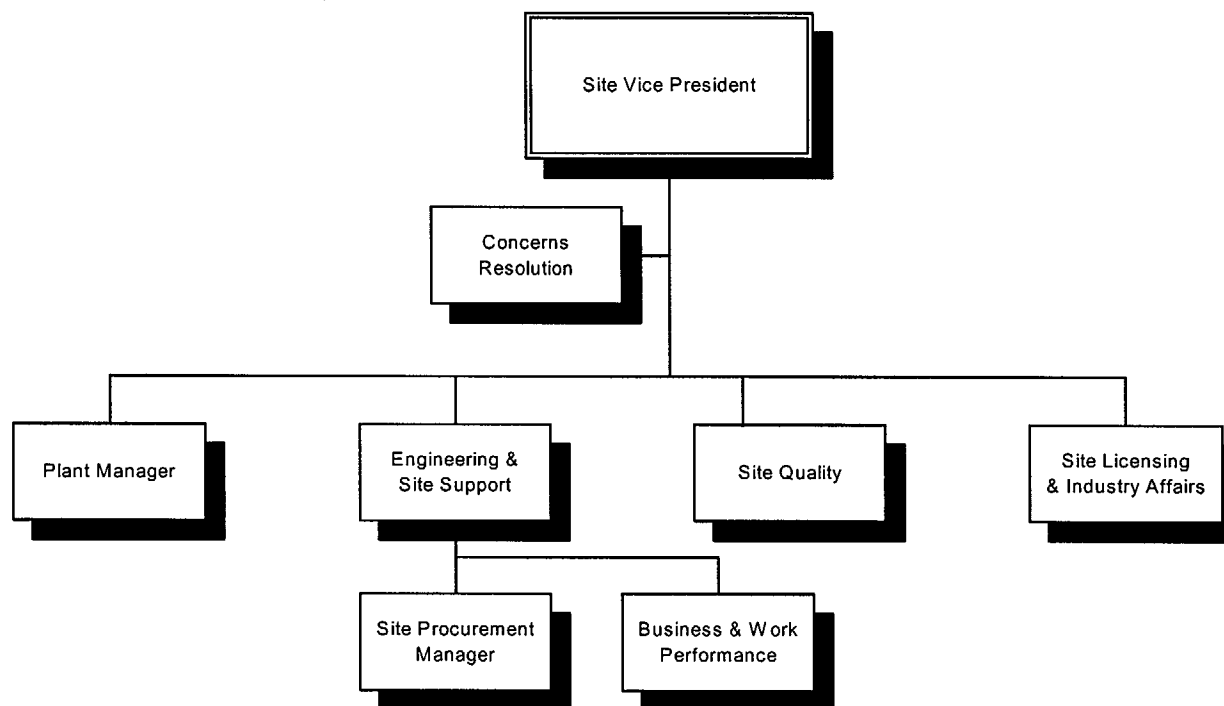 Site Vice President
Concerns
Resolution
Plant Manager
Engineering &
Site Support
Site Quality
Site Licensing
& Industry Affairs
Site Procurement
Manager
Business & Work
Performance